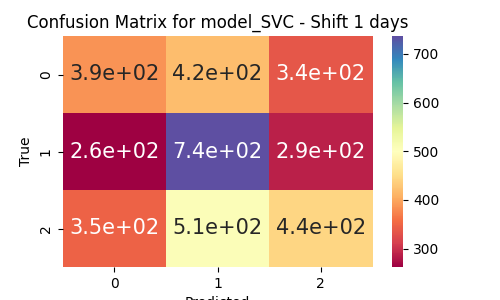 Confusion Matrix for model_SVC - Shift 1 days
0 3.9e+02 4.2e+02 3.4e+02
1 2.6e+02 7.4e+02 2.9e+02
2 3.5e+02 5.1e+02 4.4e+02
True
0 1 2
Predicted
700
600
500
400
300